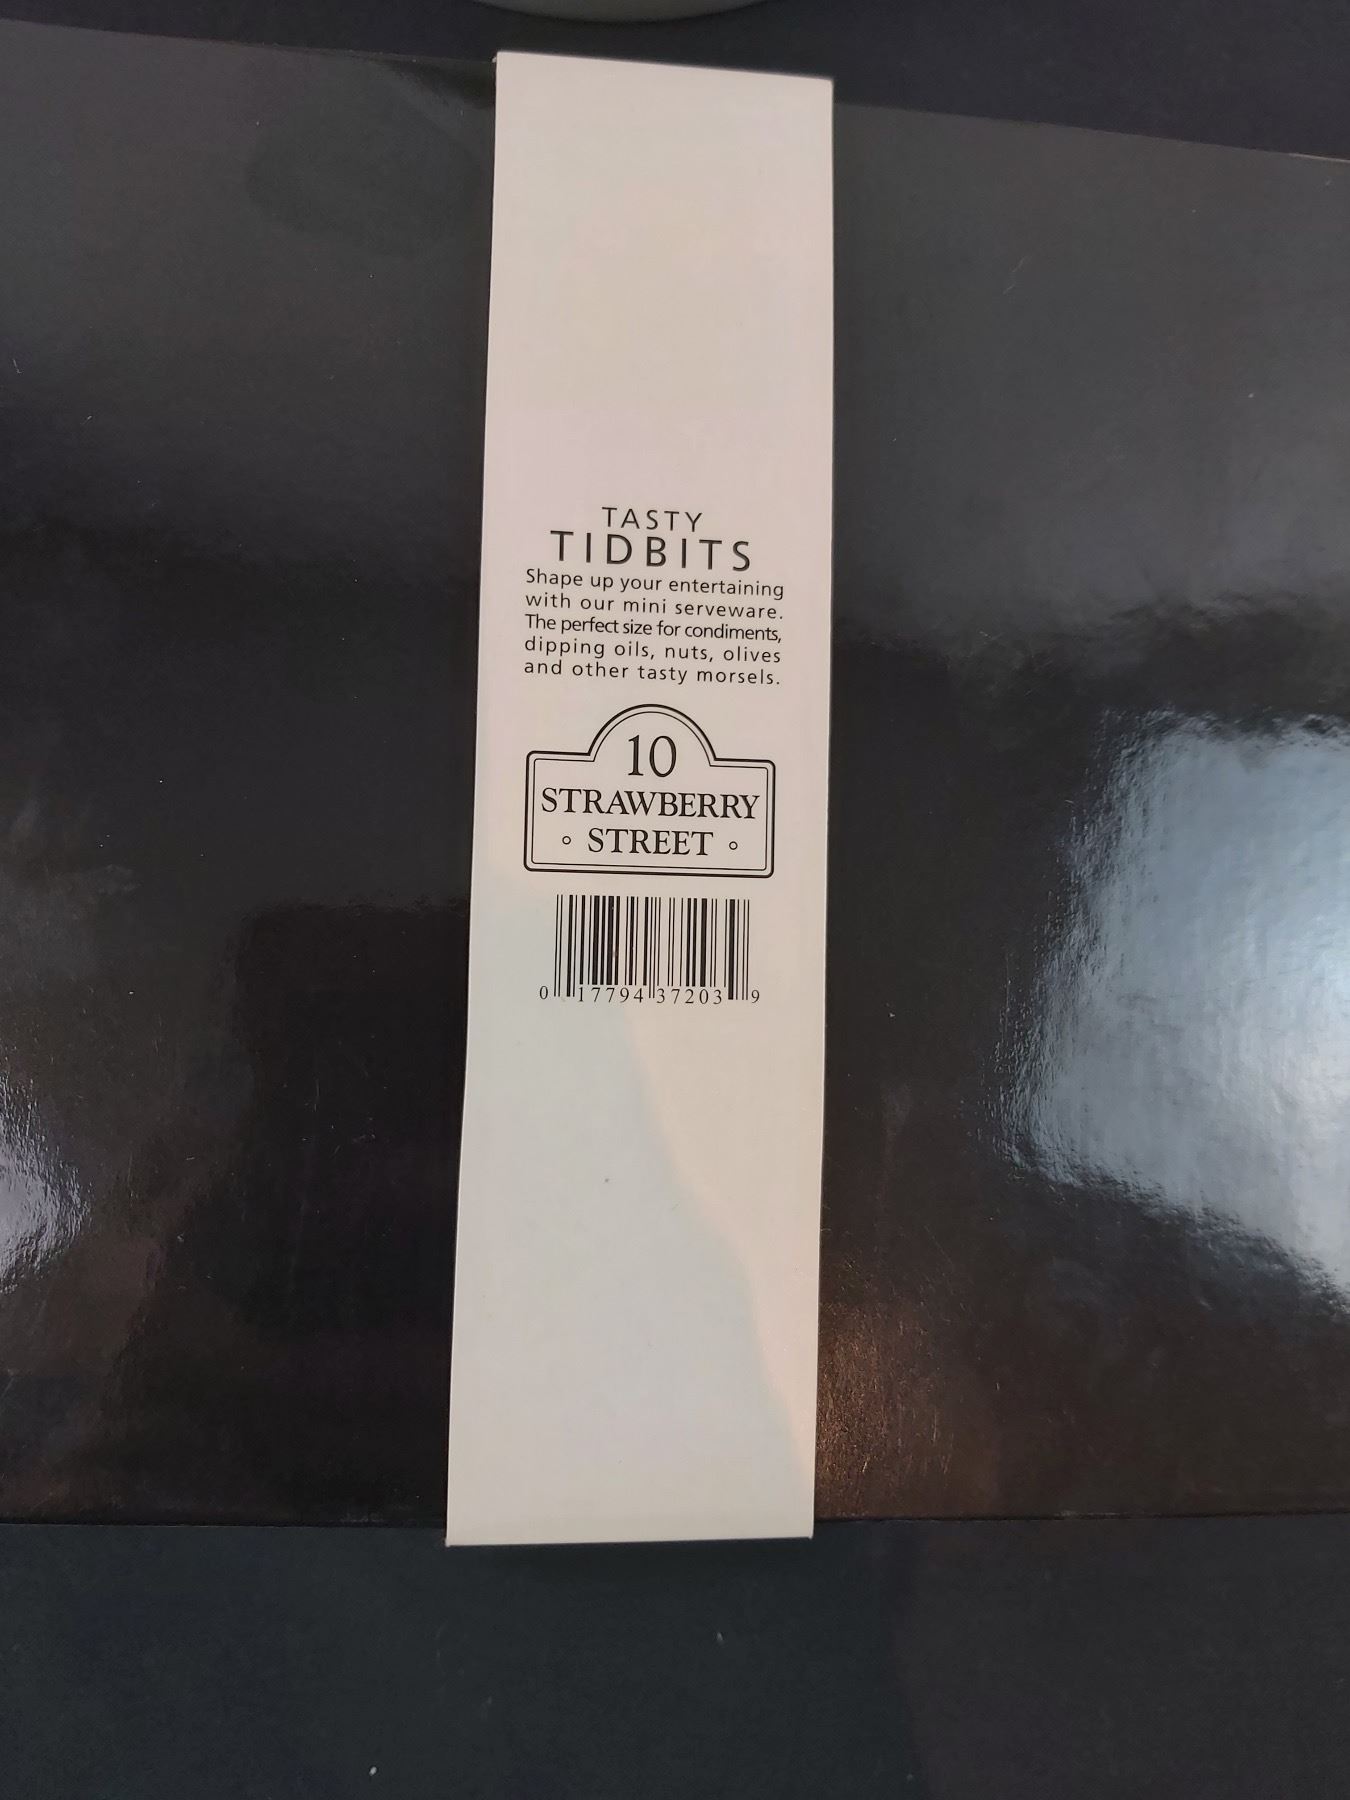 TASTY
TIDBITS
Shape up your entertaining
with our mini serveware.
The perfect size for condiments,
dipping oils, nuts, olives
and other tasty morsels.
10
STRAWBERRY
◦ STREET ◦
0 17794 37203 9